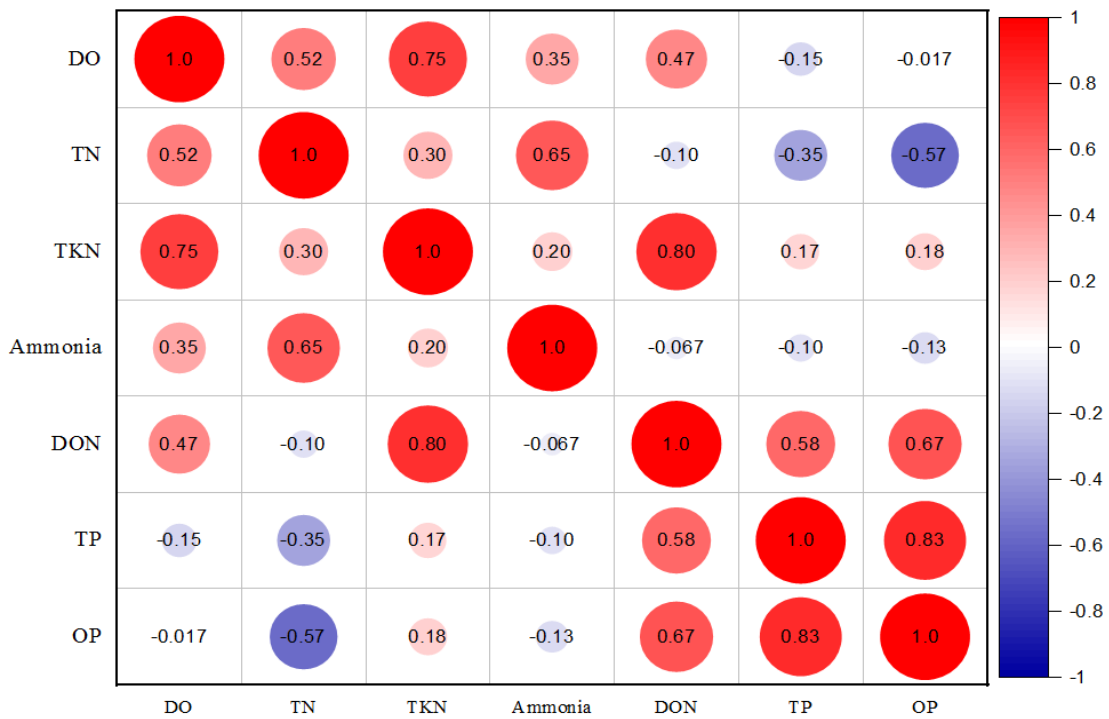 DO 1.0 0.52 0.75 0.35 0.47 -0.15 -0.017
TN 0.52 1.0 0.30 0.65 -0.10 -0.35 -0.57
TKN 0.75 0.30 1.0 0.20 0.80 0.17 0.18
Ammonia 0.35 0.65 0.20 1.0 -0.067 -0.10 -0.13
DON 0.47 -0.10 0.80 -0.067 1.0 0.58 0.67
TP -0.15 -0.35 0.17 -0.10 0.58 1.0 0.83
OP -0.017 -0.57 0.18 -0.13 0.67 0.83 1.0
DO TN TKN Ammonia DON TP OP
1
0.8
0.6
0.4
0.2
0
-0.2
-0.4
-0.6
-0.8
-1